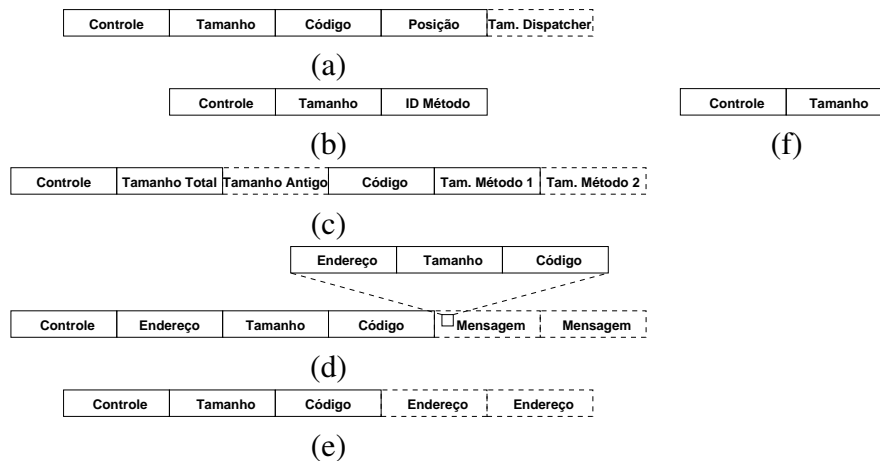 Controle Tamanho Código Posição Tam. Dispatcher
(a)
Controle Tamanho ID Método
(b)
Controle Tamanho
(f)
Controle Tamanho Total Tamanho Antigo Código Tam. Método 1 Tam. Método 2
(c)
Endereço Tamanho Código
Controle Endereço Tamanho Código Mensagem Mensagem
(d)
Controle Tamanho Código Endereço Endereço
(e)